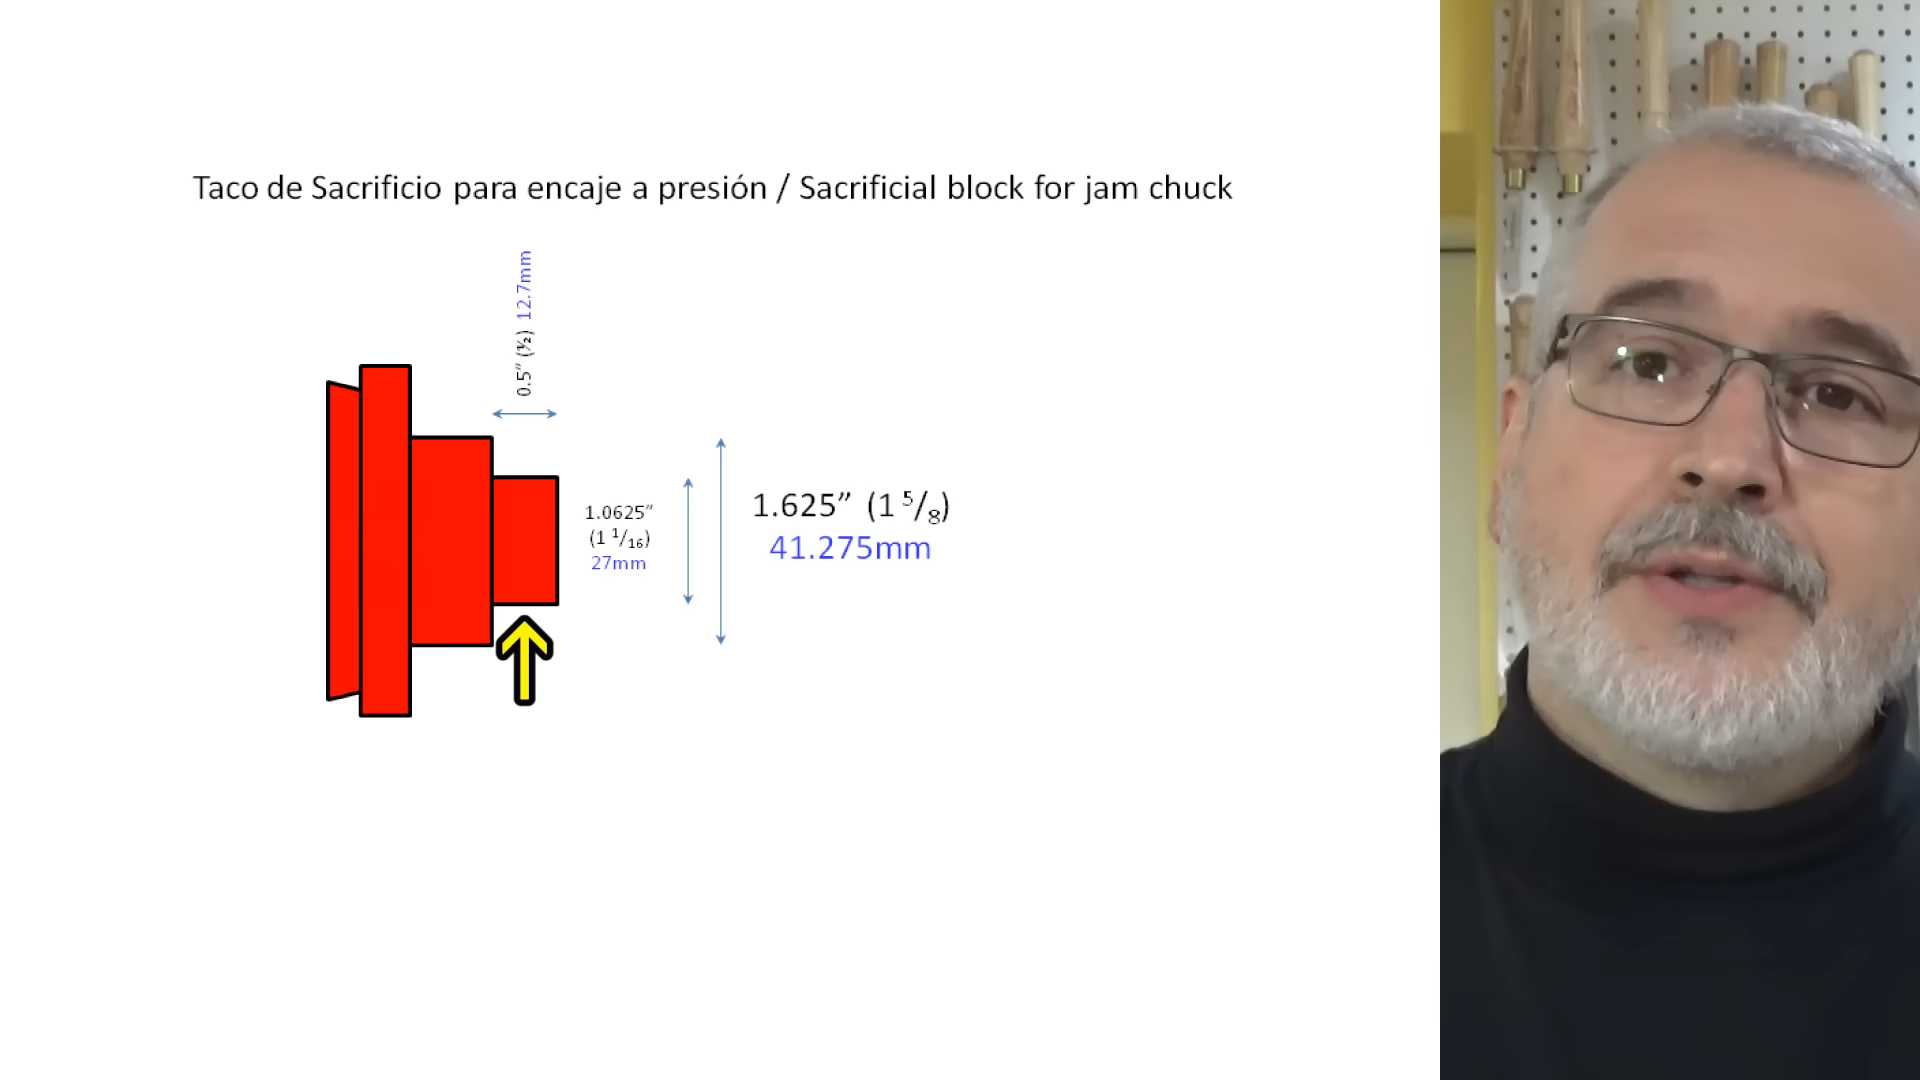 Taco de Sacrificio para encaje a presión / Sacrificial block for jam chuck
0.5” (½) 12.7mm
1.0625”
(1 1/16)
27mm
1.625” (1 5/8)
41.275mm